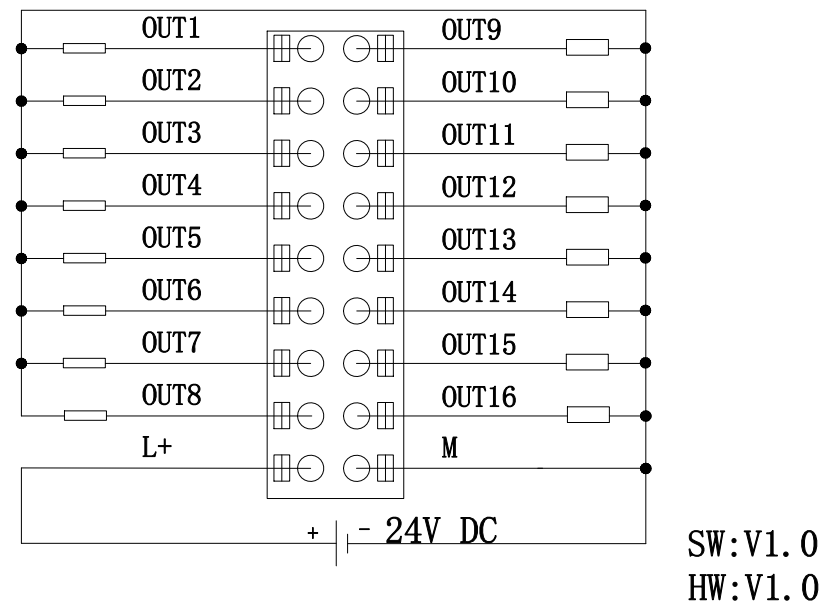 OUT1 OUT9
OUT2 OUT10
OUT3 OUT11
OUT4 OUT12
OUT5 OUT13
OUT6 OUT14
OUT7 OUT15
OUT8 OUT16
L+ M
+ - 24V DC
SW:V1.0
HW:V1.0